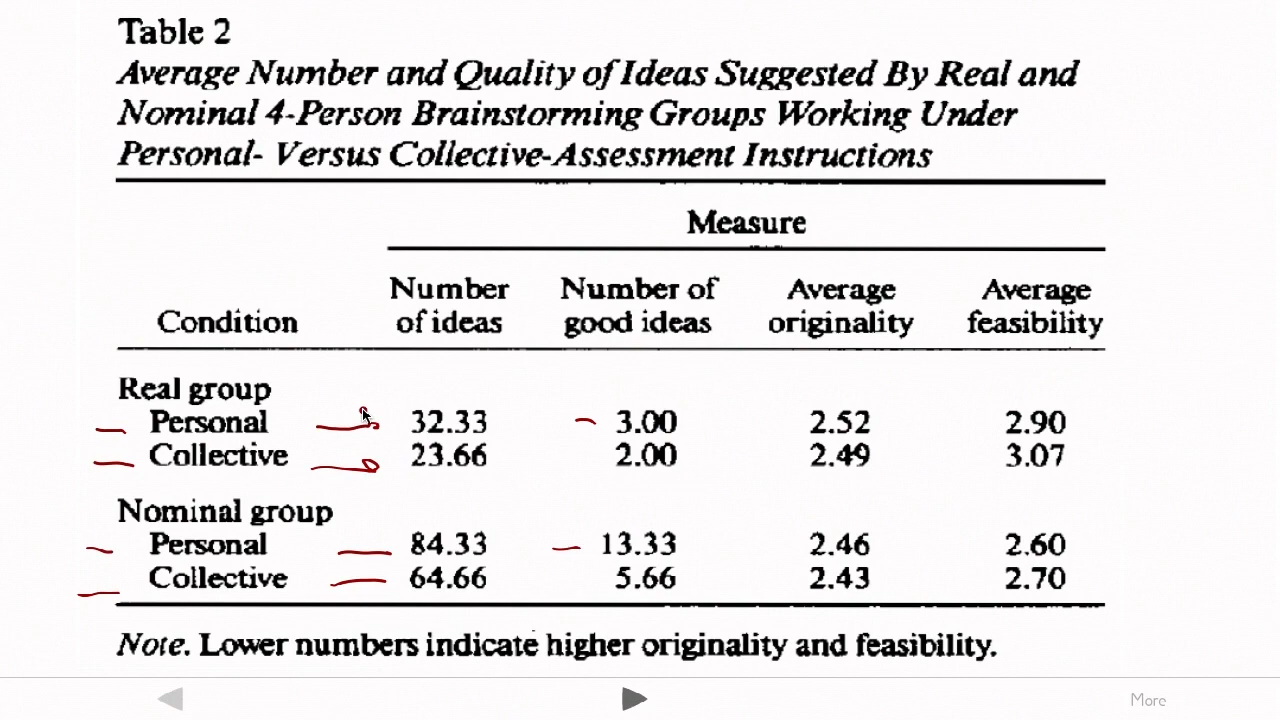 Table 2
Average Number and Quality of Ideas Suggested By Real and
Nominal 4-Person Brainstorming Groups Working Under
Personal- Versus Collective-Assessment Instructions
Measure
Number Number of Average Average
Condition of ideas good ideas originality feasibility
Real group
Personal 32.33 3.00 2.52 2.90
Collective 23.66 2.00 2.49 3.07
Nominal group
Personal 84.33 13.33 2.46 2.60
Collective 64.66 5.66 2.43 2.70
Note. Lower numbers indicate higher originality and feasibility.
More